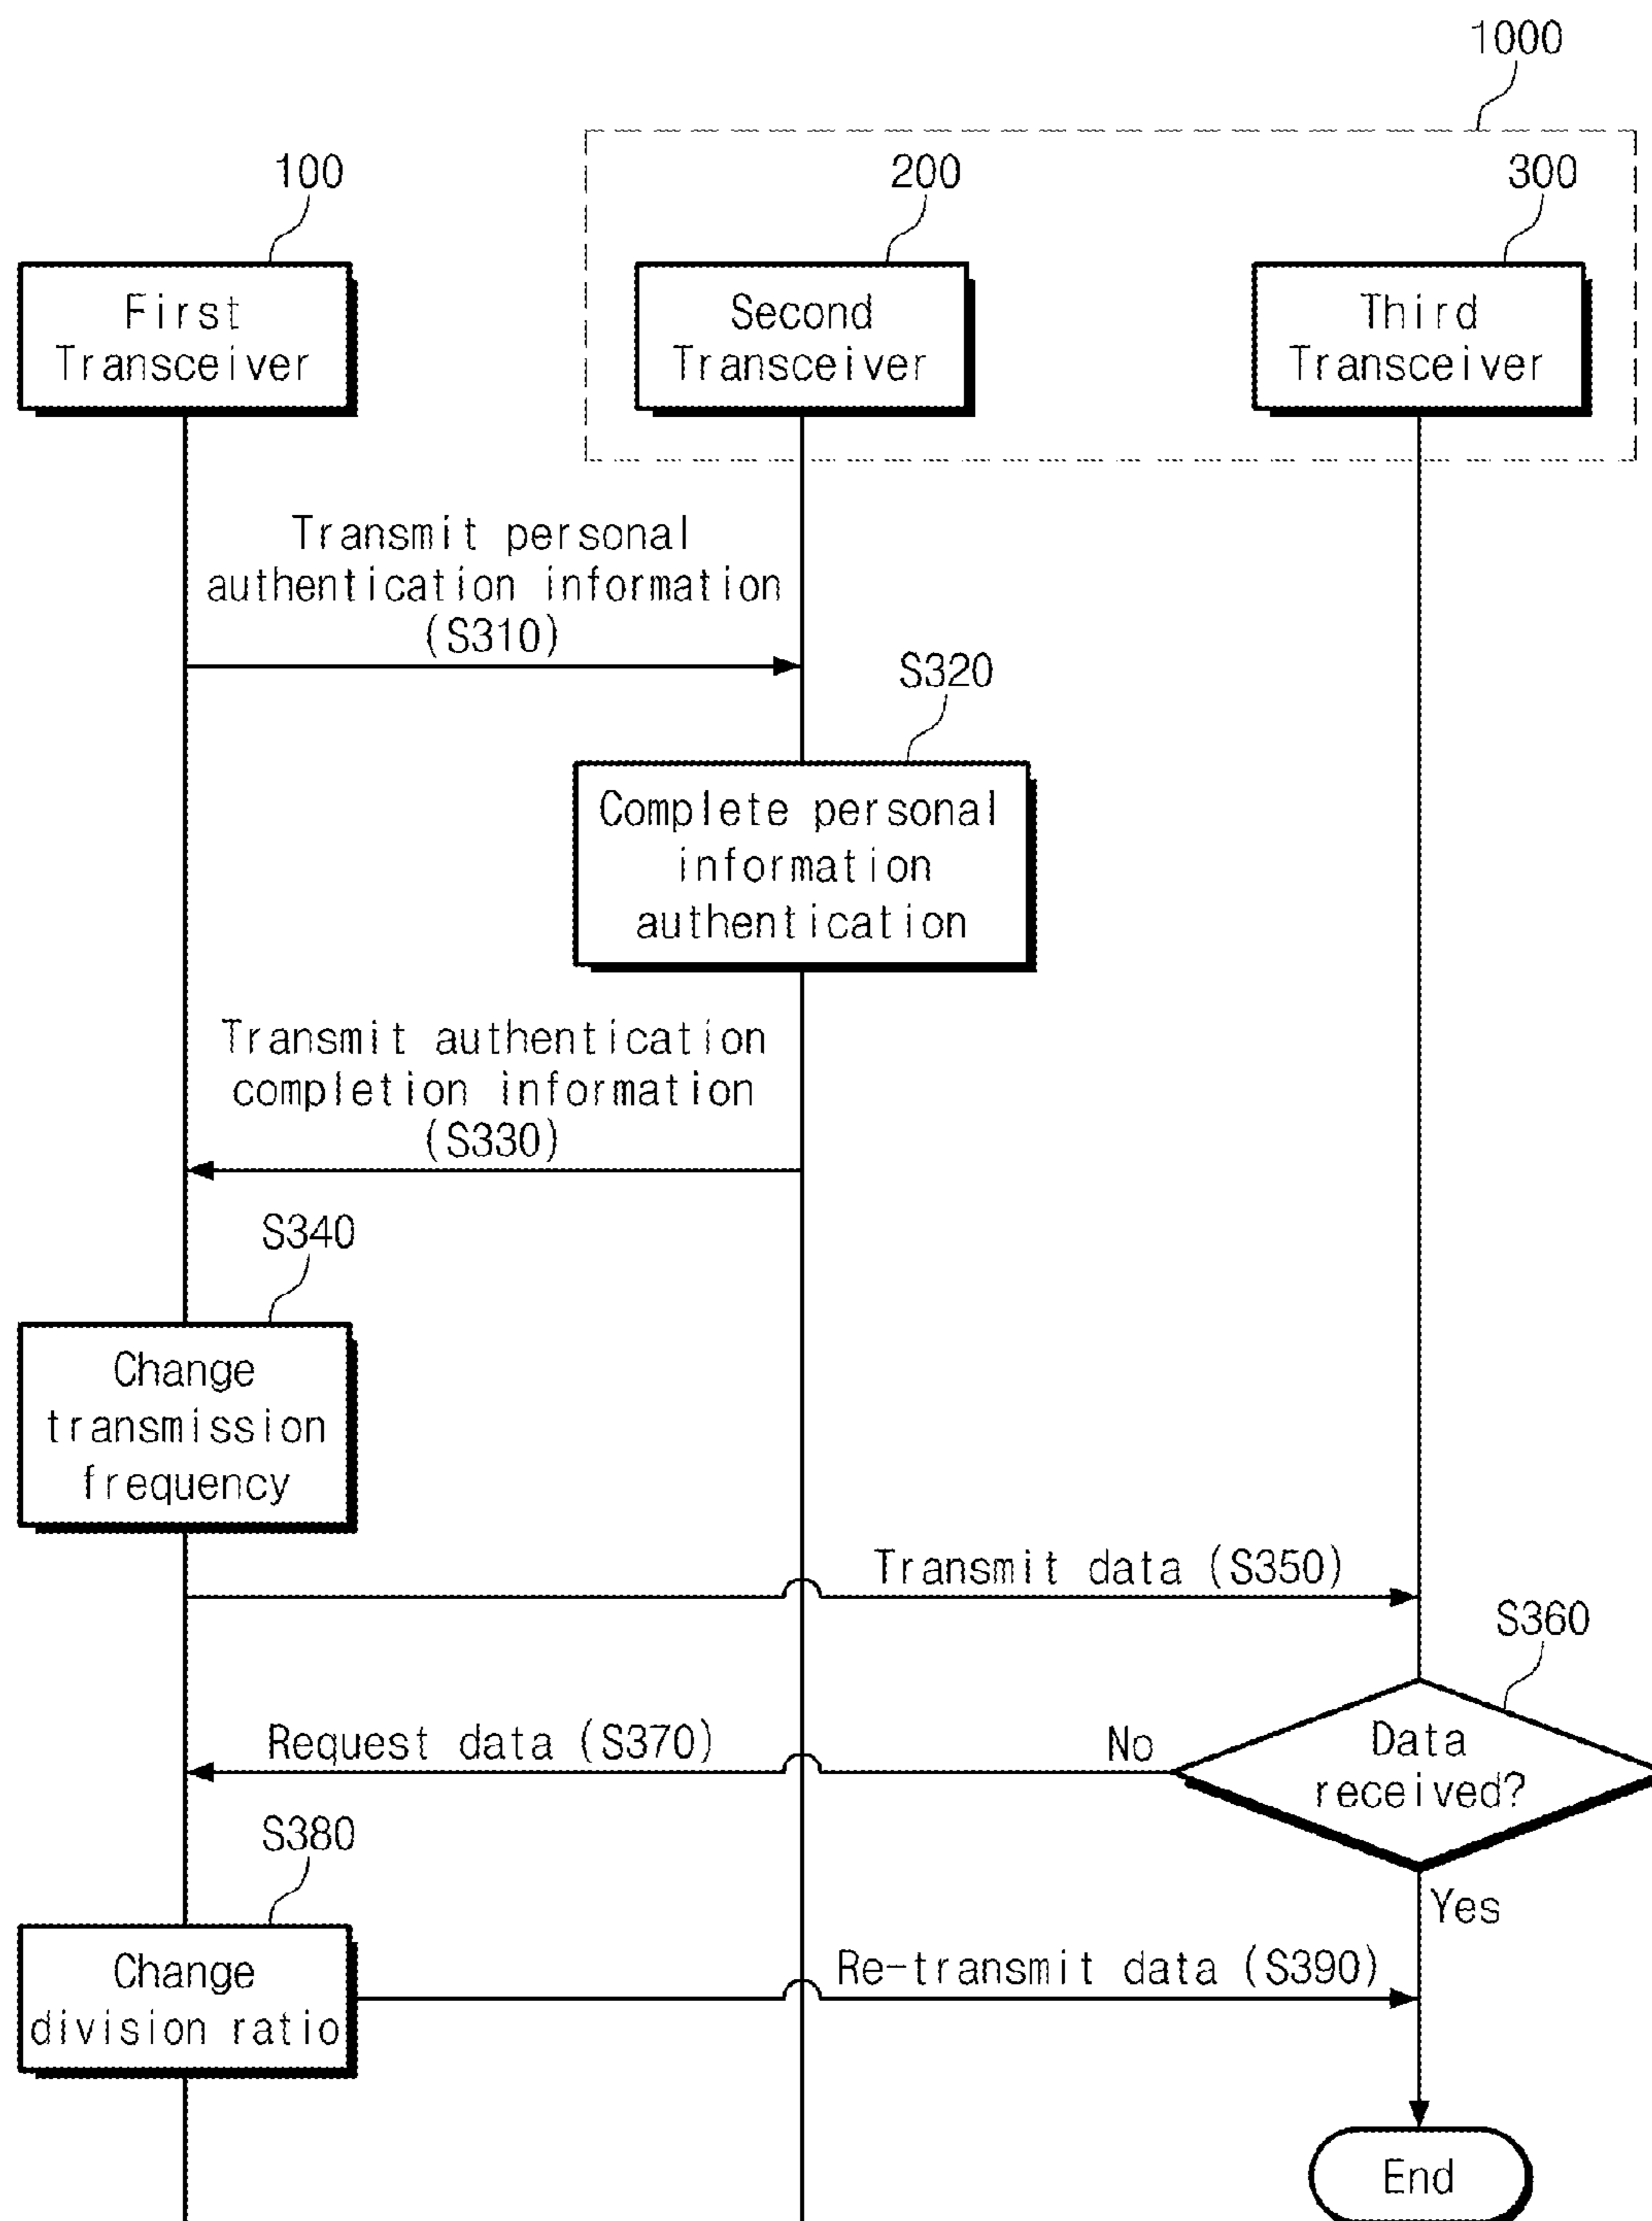 1000
100
200
300
First
Transceiver
Second
Transceiver
Third
Transceiver
Transmit personal
authentication information
(S310)
S320
Complete personal
information
authentication
Transmit authentication
completion information
(S330)
S340
Change
transmission
frequency
Transmit data (S350)
S360
Data
received?
No
Request data (S370)
S380
Yes
Change
division ratio
Re-transmit data (S390)
End